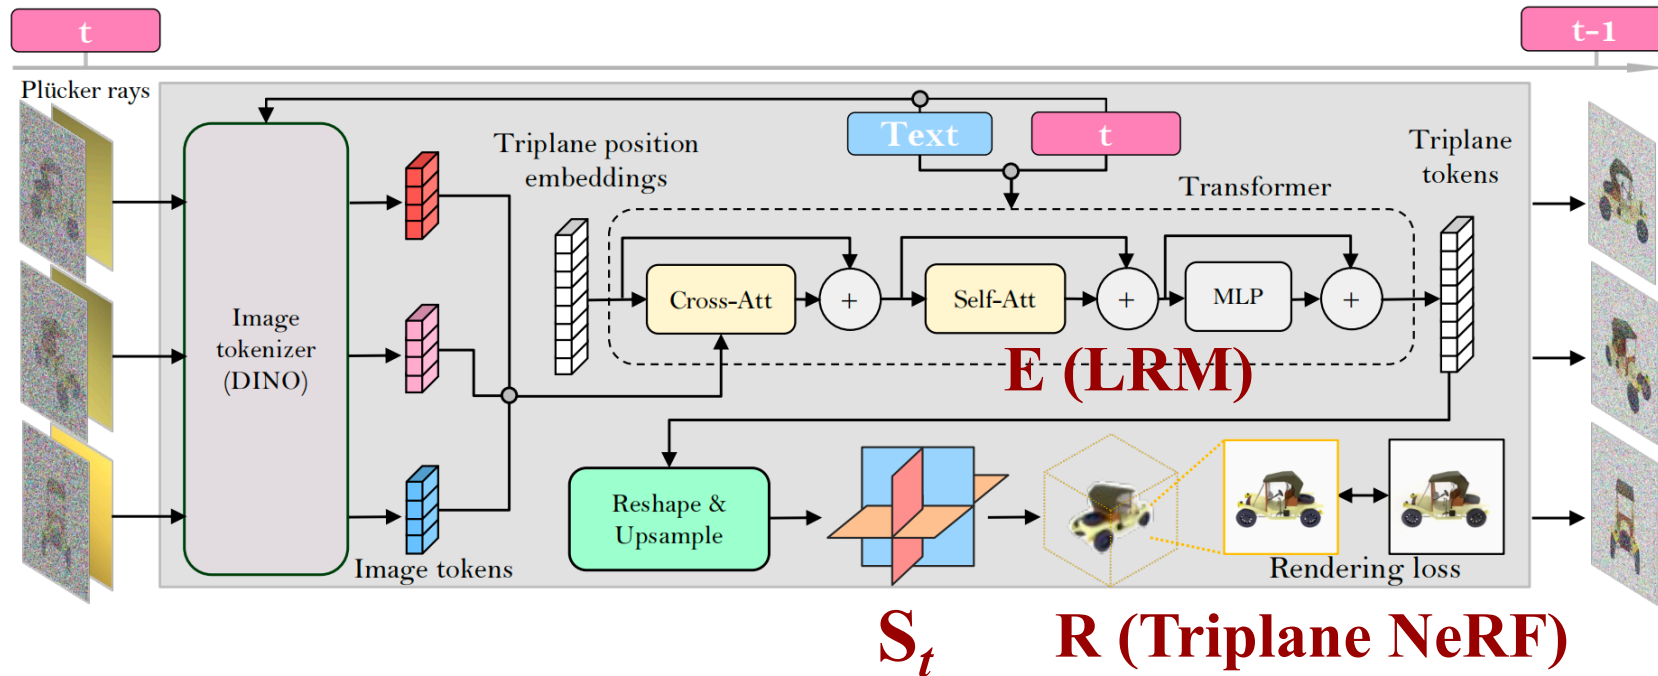 t
t-1
Plücker rays
Text
t
Triplane position
embeddings
Transformer
Triplane
tokens
Image
tokenizer
(DINO)
Cross-Att
+
Self-Att
+
MLP
+
E (LRM)
Reshape &
Upsample
Image tokens
Rendering loss
St
R (Triplane NeRF)